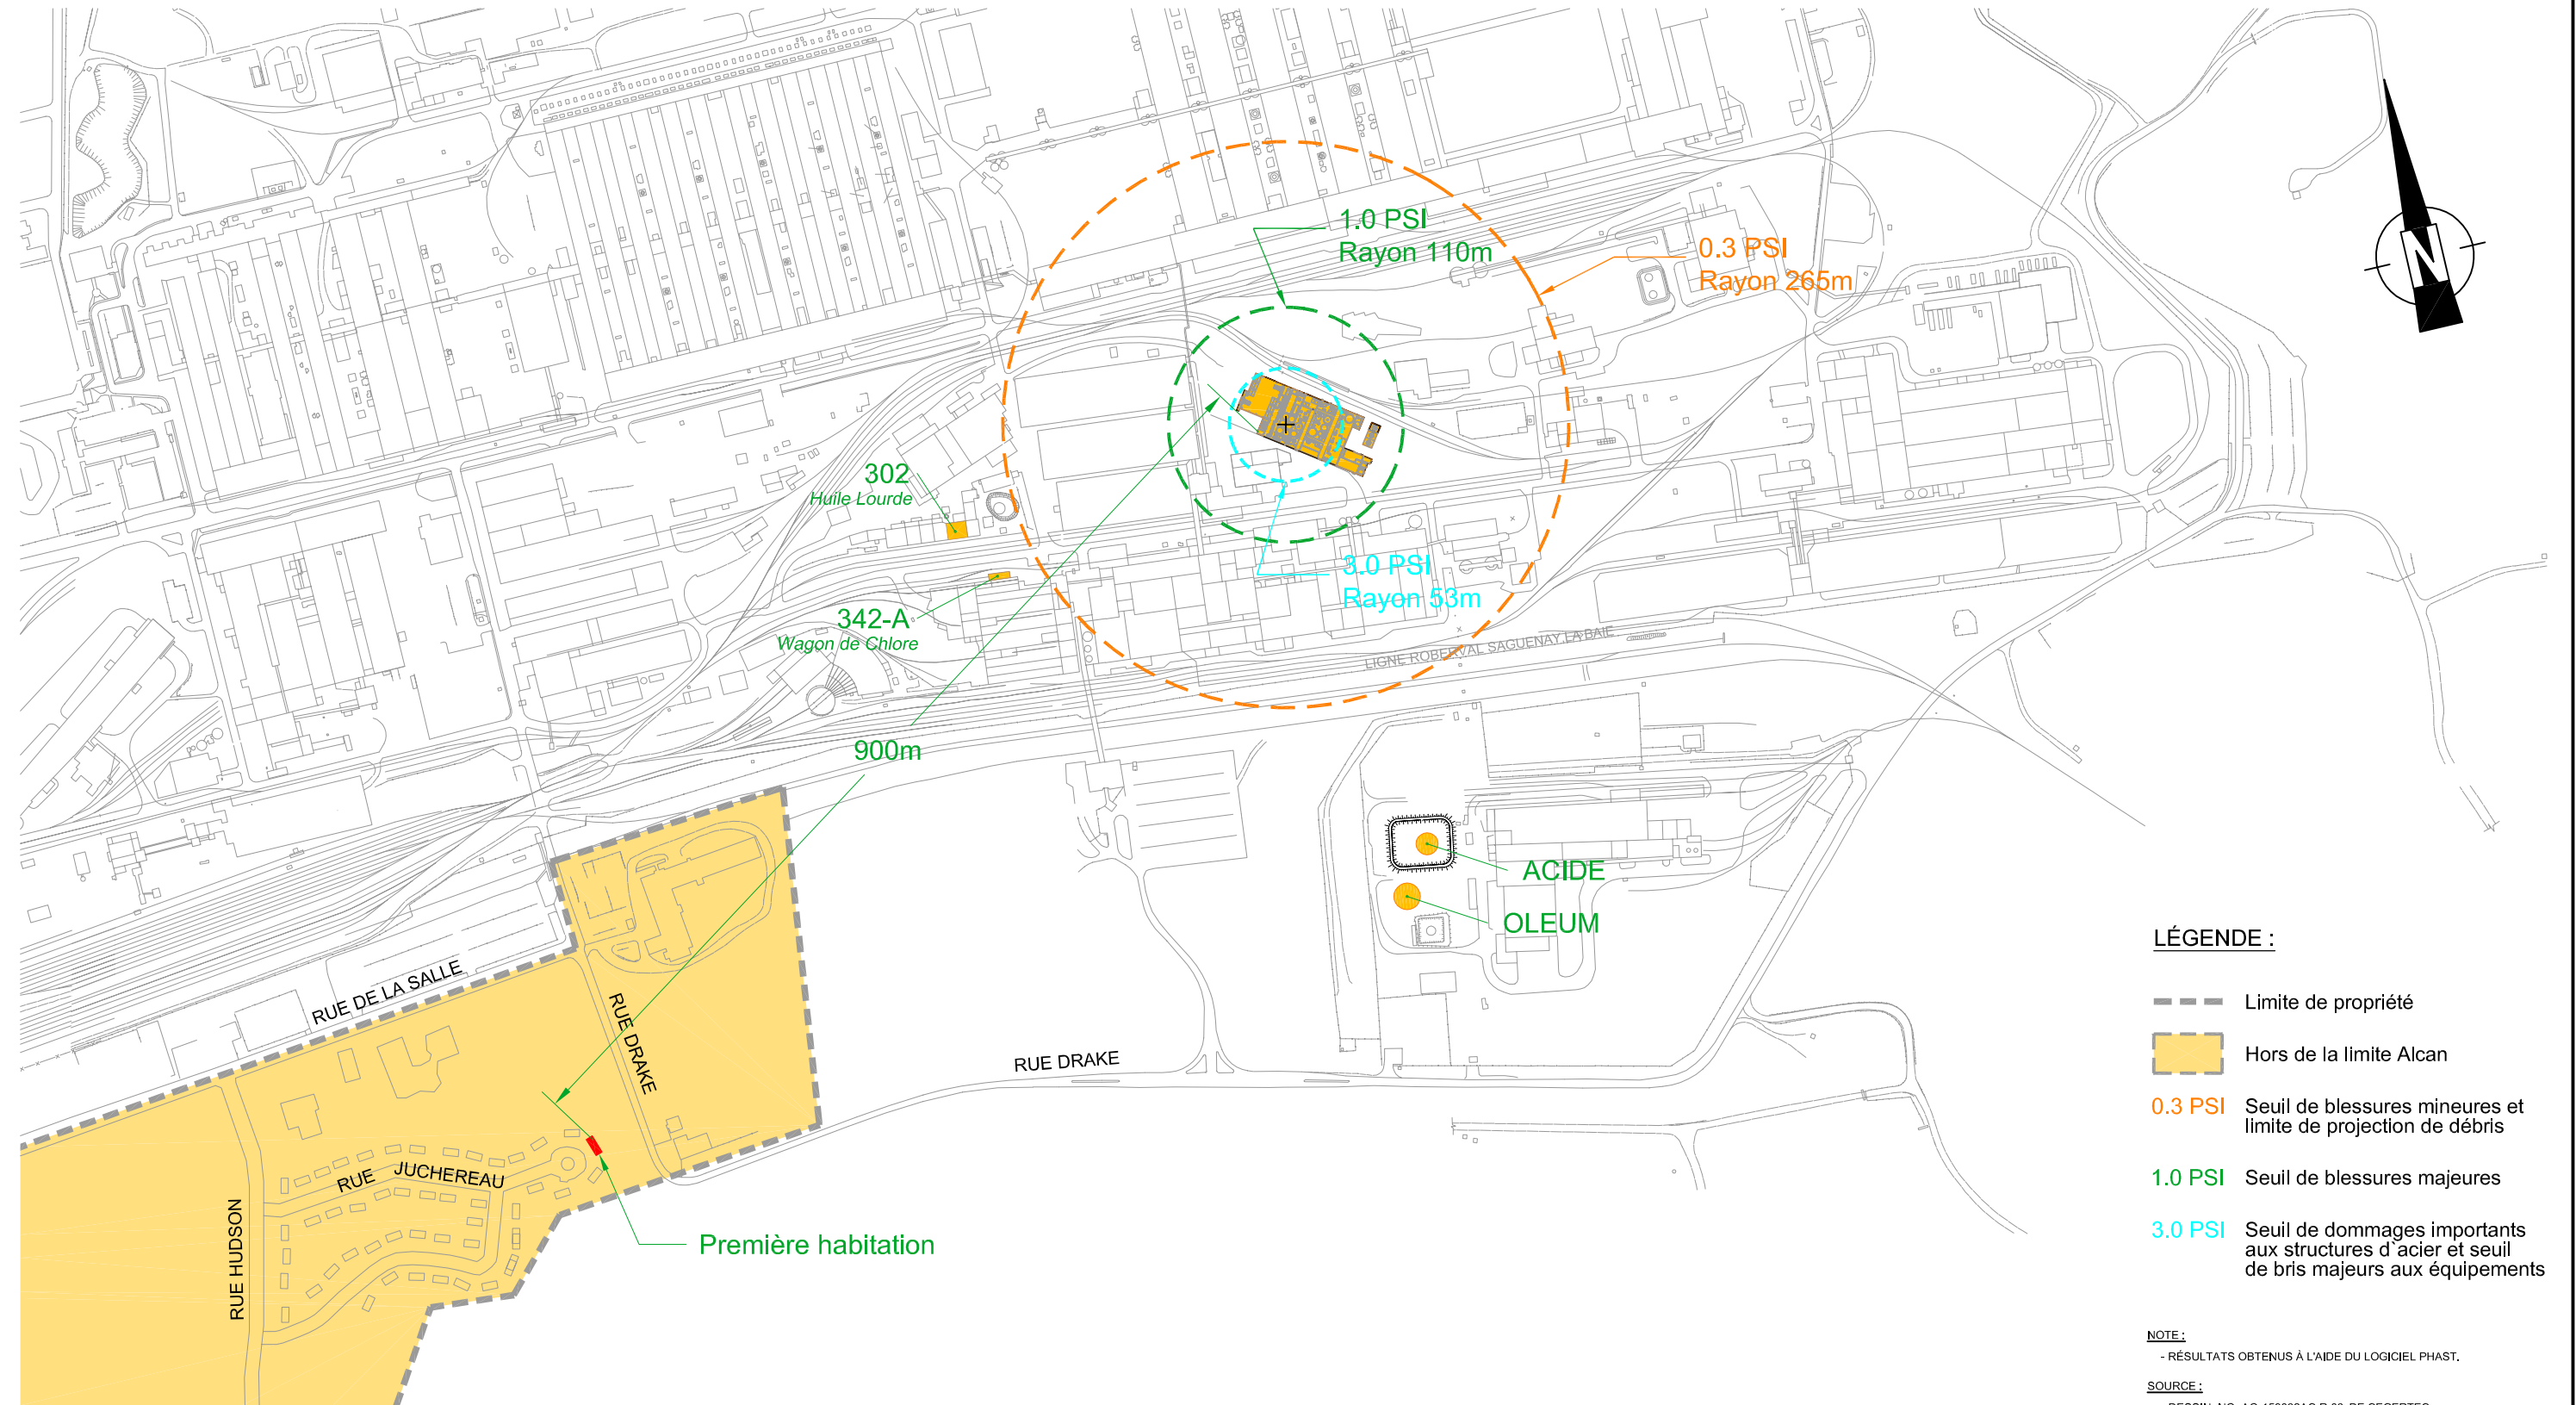 1.0 PSI
Rayon 110m
0.3 PSI
Rayon 265m
N
302
Huile Lourde
3.0 PSI
Rayon 53m
342-A
Wagon de Chlore
LIGNE ROBERVAL SAGUENAY, LA BAIE
900m
ACIDE
OLEUM
RUE DE LA SALLE
RUE DRAKE
RUE DRAKE
RUE JUCHEREAU
RUE HUDSON
Première habitation
LÉGENDE :
Limite de propriété
Hors de la limite Alcan
0.3 PSI Seuil de blessures mineures et
limite de projection de débris
1.0 PSI Seuil de blessures majeures
3.0 PSI Seuil de dommages importants
aux structures d`acier et seuil
de bris majeurs aux équipements
NOTE :
- RÉSULTATS OBTENUS À L'AIDE DU LOGICIEL PHAST.
SOURCE :